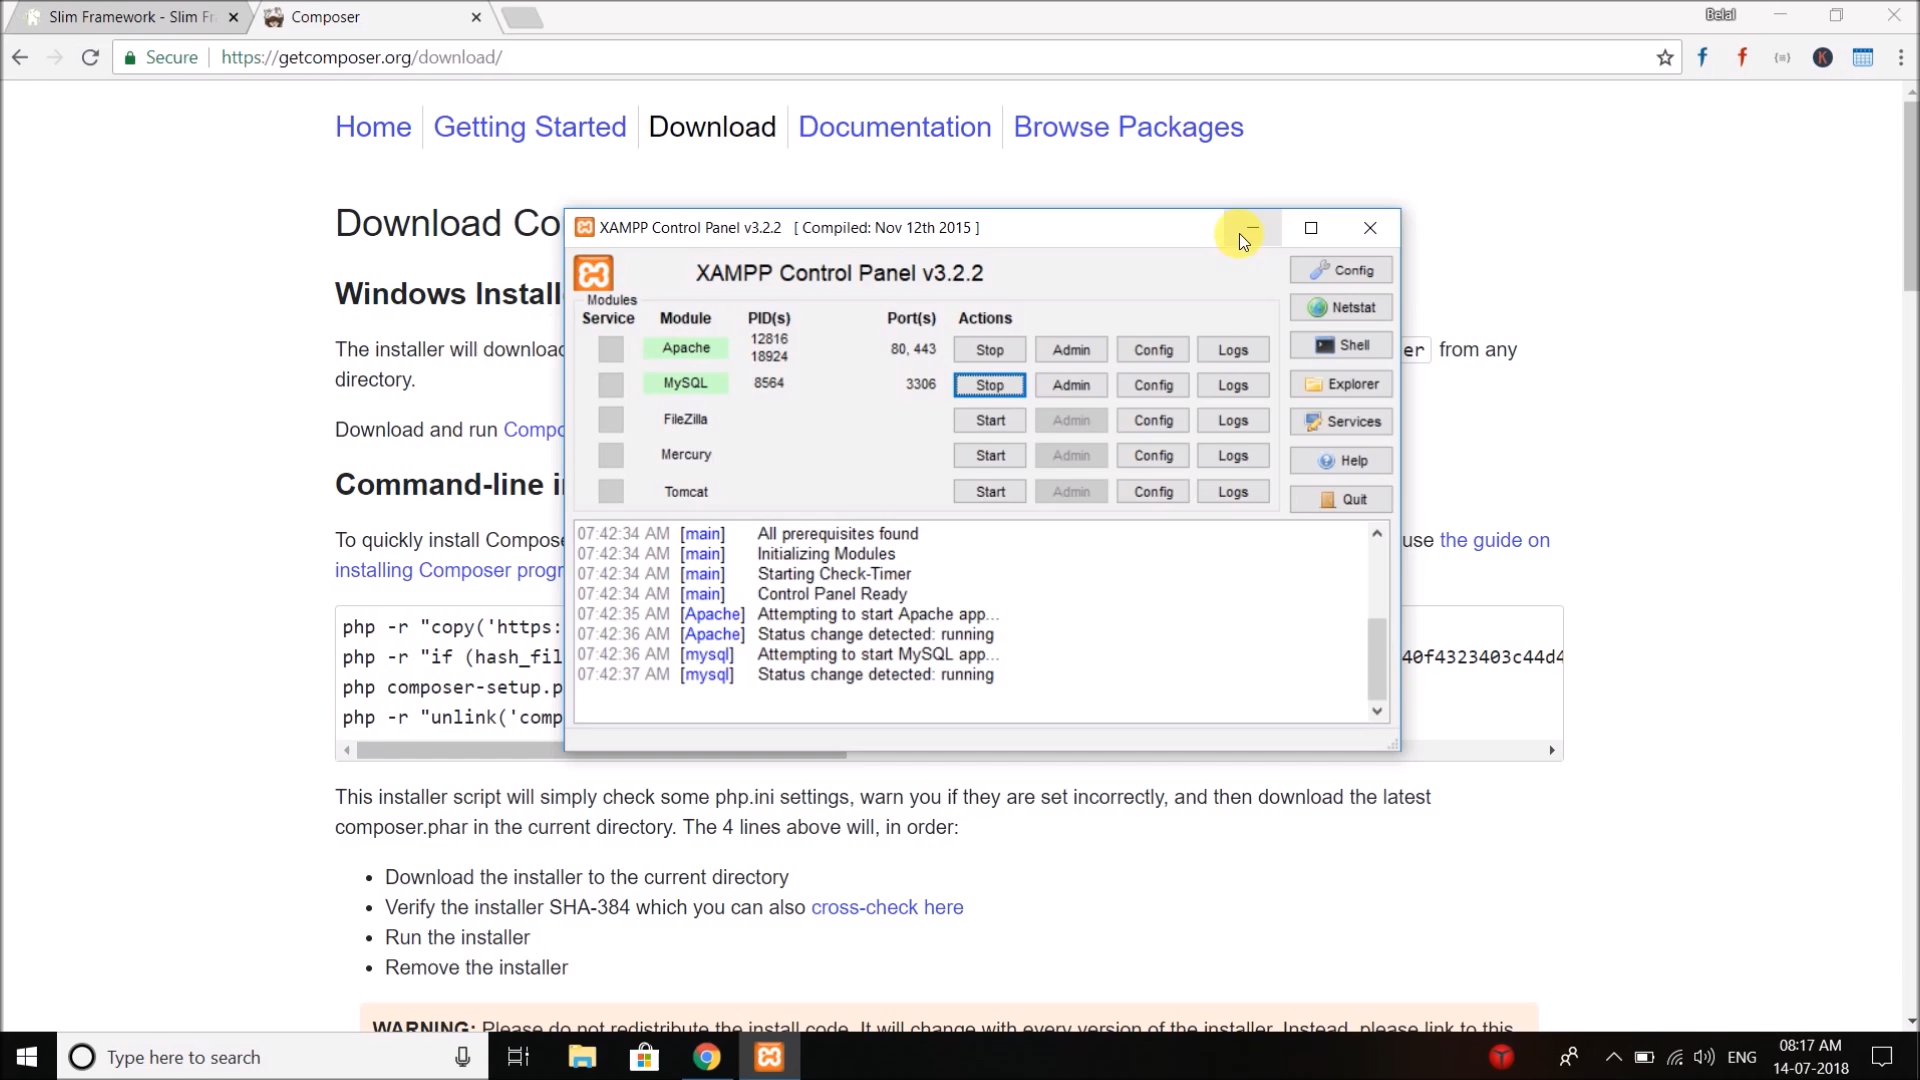 Slim Framework - Slim Fr
Composer
Belal
Secure
https://getcomposer.org/download/
Home
Getting Started
Download
Documentation
Browse Packages
Download Co
Windows Install
The installer will download
er from any
directory.
Download and run Compo
Command-line i
To quickly install Compose
use the guide on
installing Composer progr
php -r "copy('https:
php -r "if (hash_fil
40f4323403c44d4
php composer-setup.p
php -r "unlink('comp
XAMPP Control Panel v3.2.2 [ Compiled: Nov 12th 2015 ]
XAMPP Control Panel v3.2.2
Modules
Service Module PID(s) Port(s) Actions
Apache 12816 18924 80, 443 Stop Admin Config Logs
MySQL 8564 3306 Stop Admin Config Logs
FileZilla Start Admin Config Logs
Mercury Start Admin Config Logs
Tomcat Start Admin Config Logs
Config
Netstat
Shell
Explorer
Services
Help
Quit
07:42:34 AM [main] All prerequisites found
07:42:34 AM [main] Initializing Modules
07:42:34 AM [main] Starting Check-Timer
07:42:34 AM [main] Control Panel Ready
07:42:35 AM [Apache] Attempting to start Apache app...
07:42:36 AM [Apache] Status change detected: running
07:42:36 AM [mysql] Attempting to start MySQL app...
07:42:37 AM [mysql] Status change detected: running
This installer script will simply check some php.ini settings, warn you if they are set incorrectly, and then download the latest
composer.phar in the current directory. The 4 lines above will, in order:
• Download the installer to the current directory
• Verify the installer SHA-384 which you can also cross-check here
• Run the installer
• Remove the installer
WARNING: Please do not redistribute the install code. It will change with every version of the installer. Instead, please link to this
Type here to search
ENG
08:17 AM
14-07-2018